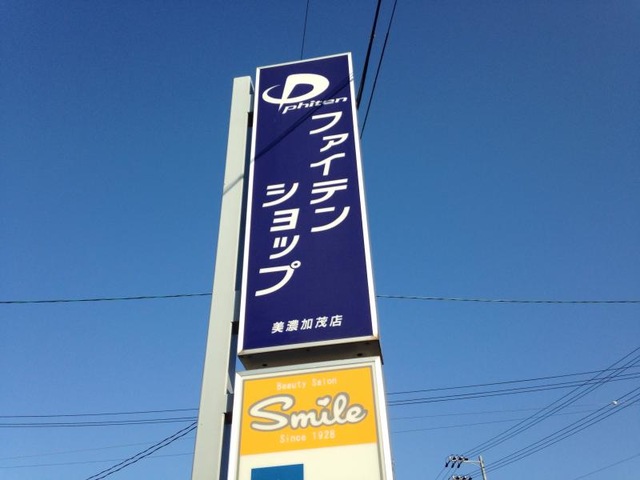 phiten
ファイテン
ショップ
美濃加茂店
Beauty Salon
Smile
Since 1928